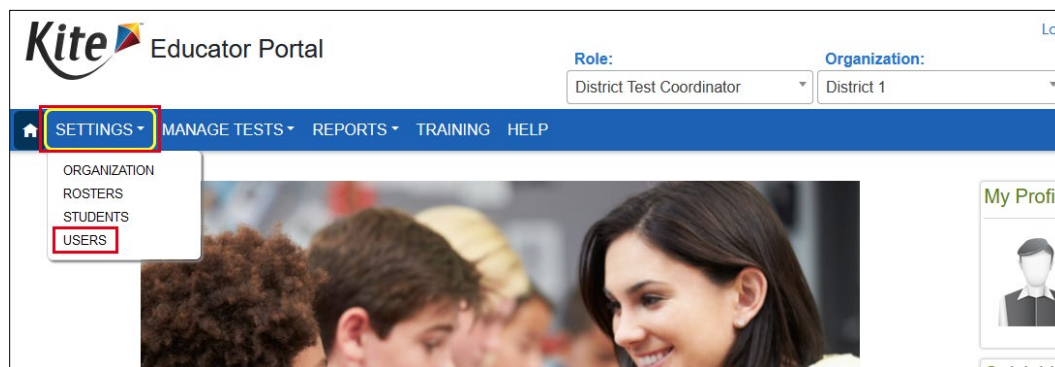 Lo
Kite Educator Portal
Role:
Organization:
District Test Coordinator
District 1
SETTINGS MANAGE TESTS REPORTS TRAINING HELP
ORGANIZATION
ROSTERS
STUDENTS
USERS
My Profi